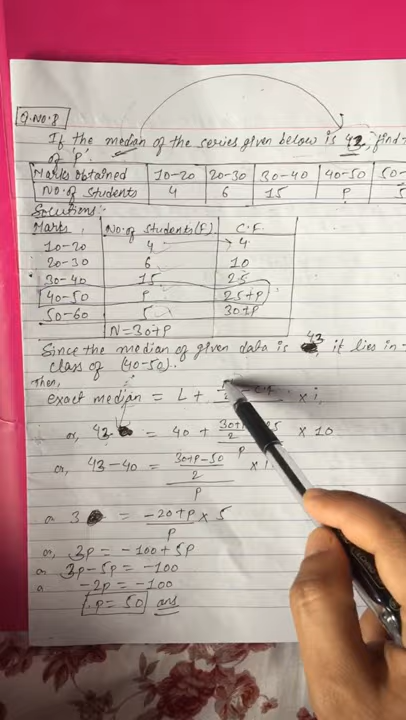 Q.NO.8
If the median of the series given below is 43, find
of 'p'.
Marks obtained 10-20 20-30 30-40 40-50 50-
No. of Students 4 6 15 P 5
Solutions:-
Marks No. of Students (f) C.F.
10-20 4 → 4
20-30 6 10
30-40 15 25
40-50 P 25+P
50-60 5 30+P
N=30+P
Since the median of given data is 43, it lies in
class of (40-50).
Then,
exact median = L + × i
or, 43 = 40 + 30+ 2 25 P × 10
or, 43-40 = 30+P-50 2 P ×
or 3 = -20+P P × 5
or, 3P = -100+5P
or 3P-5P = -100
or -2P = -100
∴ P = 50 ans